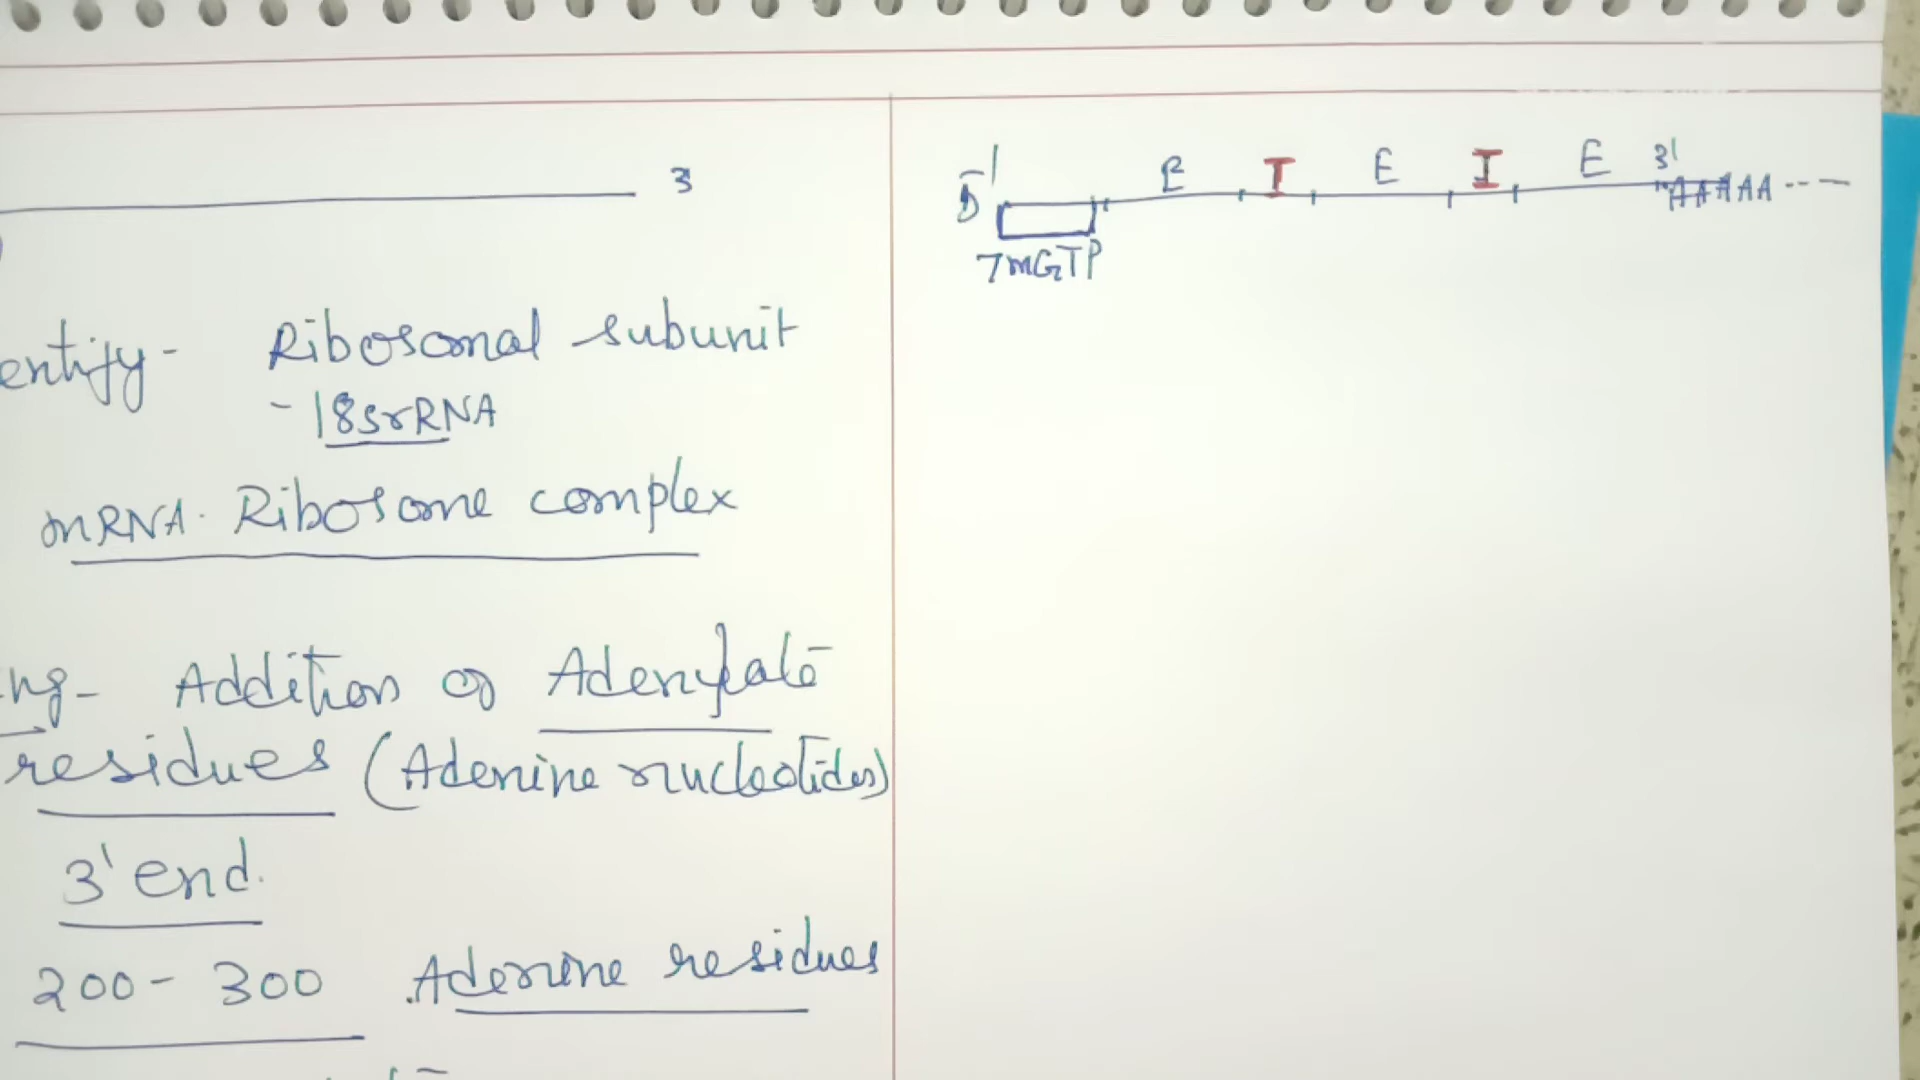 3
entify- Ribosomal subunit
- 18SrRNA
mRNA. Ribosome complex
ng- Addition of Adenylate
residues (Adenine nucleotides)
3' end.
200- 300 Adenine residues
5' E I E I E 3' AAAAA ---
7mGTP